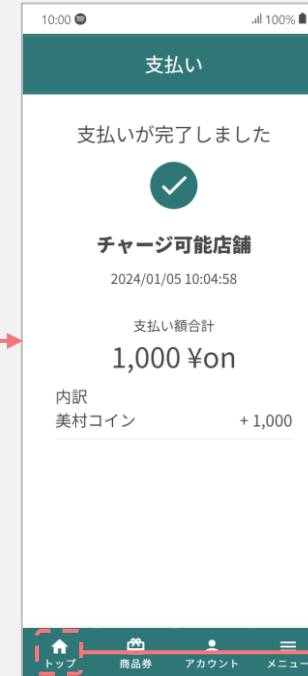 10:00
100%
支払い
支払いが完了しました
チャージ可能店舗
2024/01/05 10:04:58
支払い額合計
1,000 ¥on
内訳
美村コイン + 1,000
トップ 商品券 アカウント メニュー